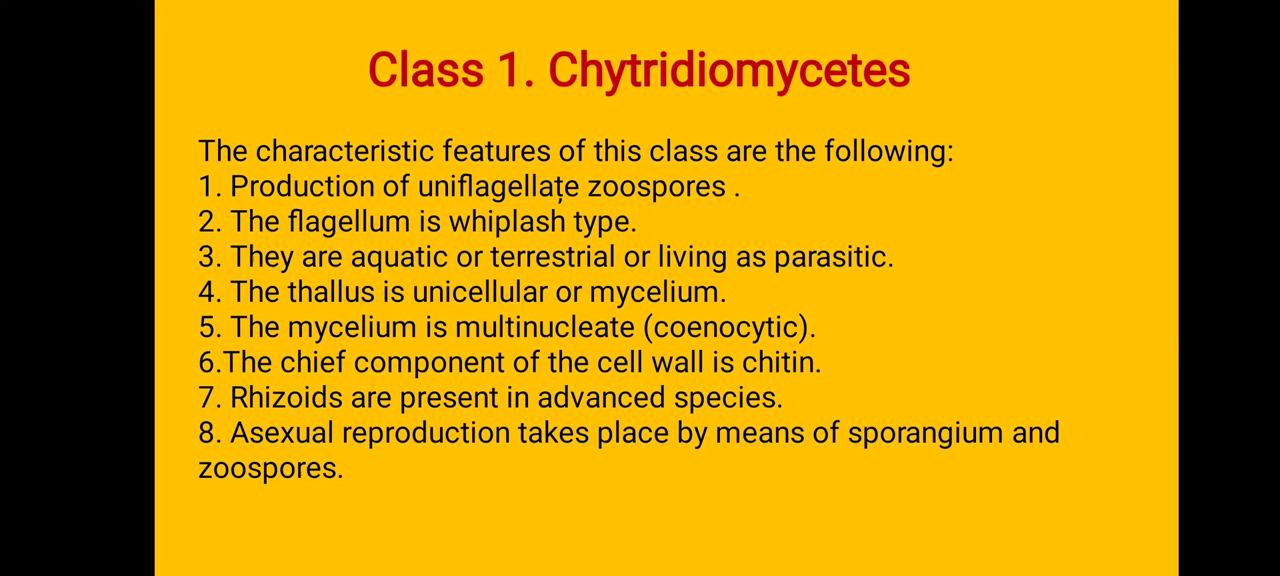 Class 1. Chytridiomycetes
The characteristic features of this class are the following:
1. Production of uniflagellaţe zoospores .
2. The flagellum is whiplash type.
3. They are aquatic or terrestrial or living as parasitic.
4. The thallus is unicellular or mycelium.
5. The mycelium is multinucleate (coenocytic).
6.The chief component of the cell wall is chitin.
7. Rhizoids are present in advanced species.
8. Asexual reproduction takes place by means of sporangium and
zoospores.